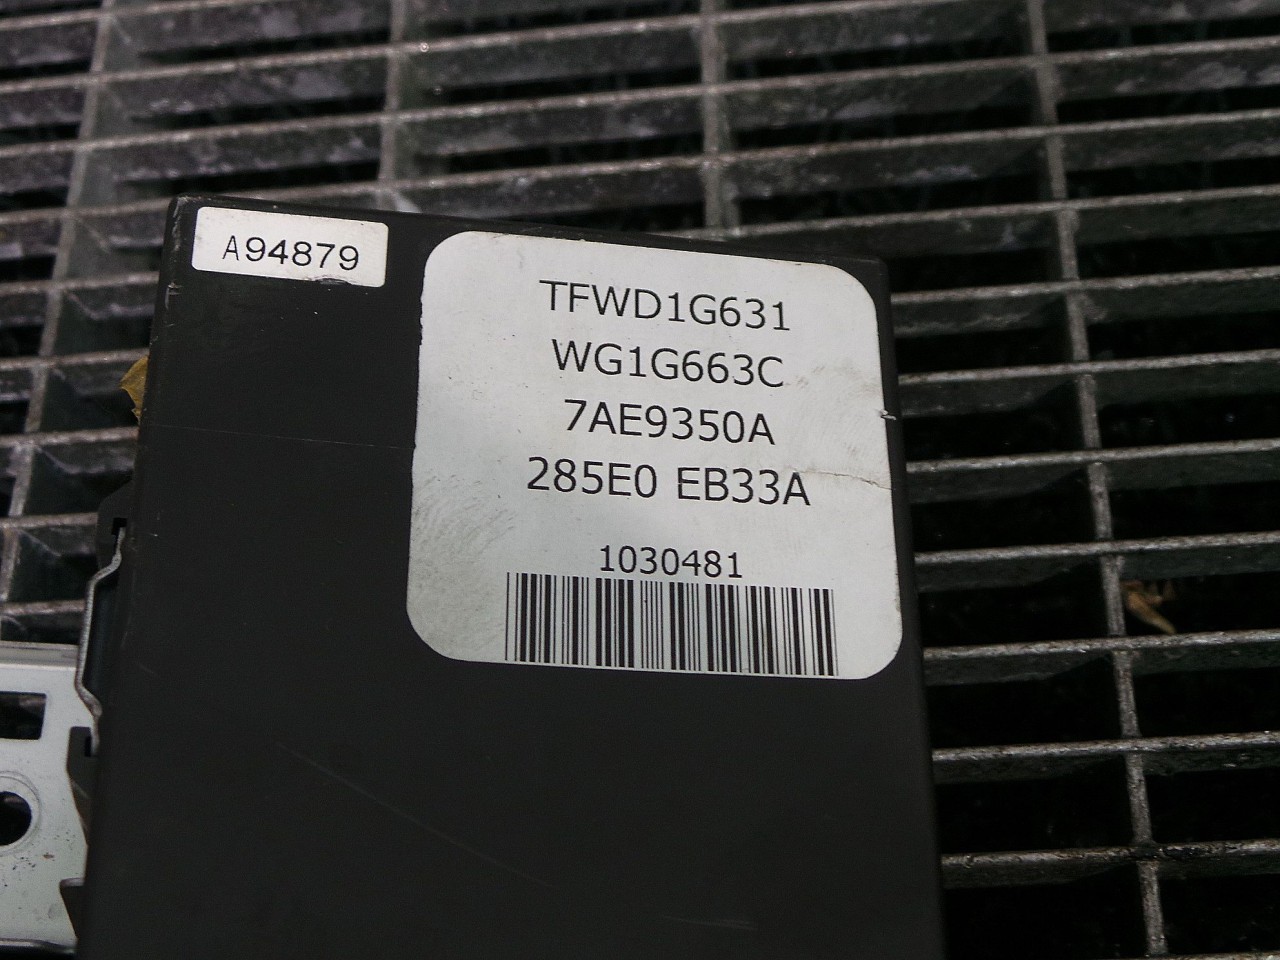 A94879
TFWD1G631
WG1G663C
7AE9350A
285E0 EB33A
1030481